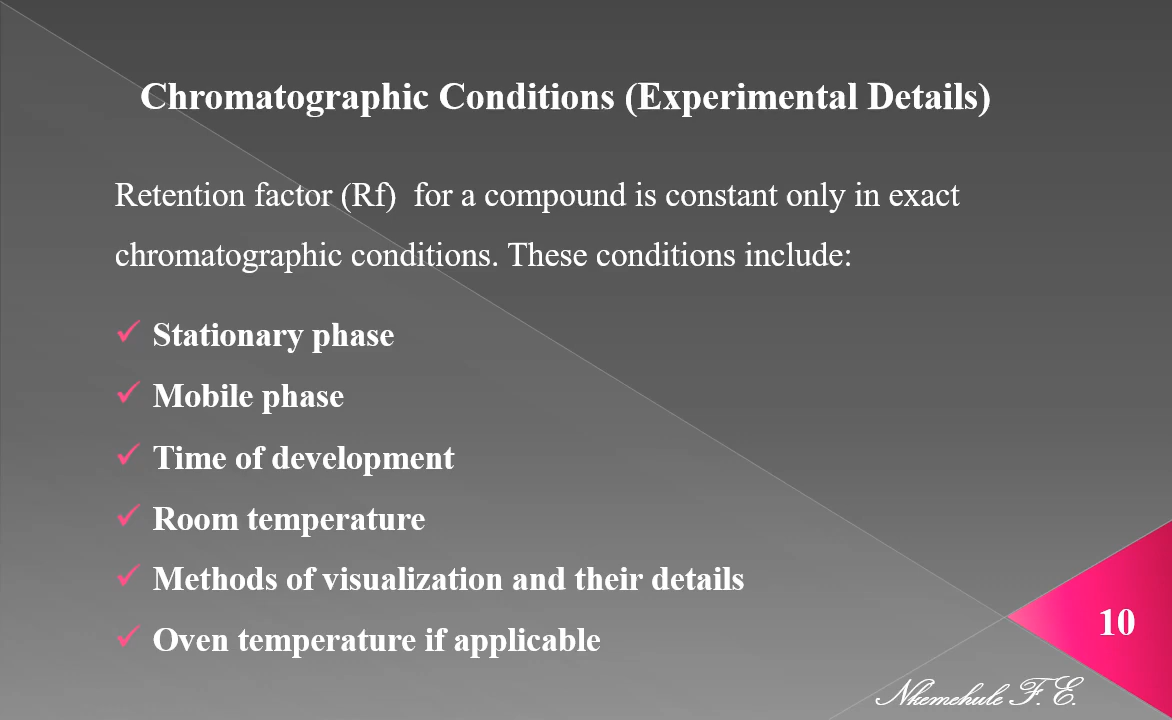 Chromatographic Conditions (Experimental Details)
Retention factor (Rf) for a compound is constant only in exact
chromatographic conditions. These conditions include:
✓ Stationary phase
✓ Mobile phase
✓ Time of development
✓ Room temperature
✓ Methods of visualization and their details
✓ Oven temperature if applicable
10
Nkemehule F. E.